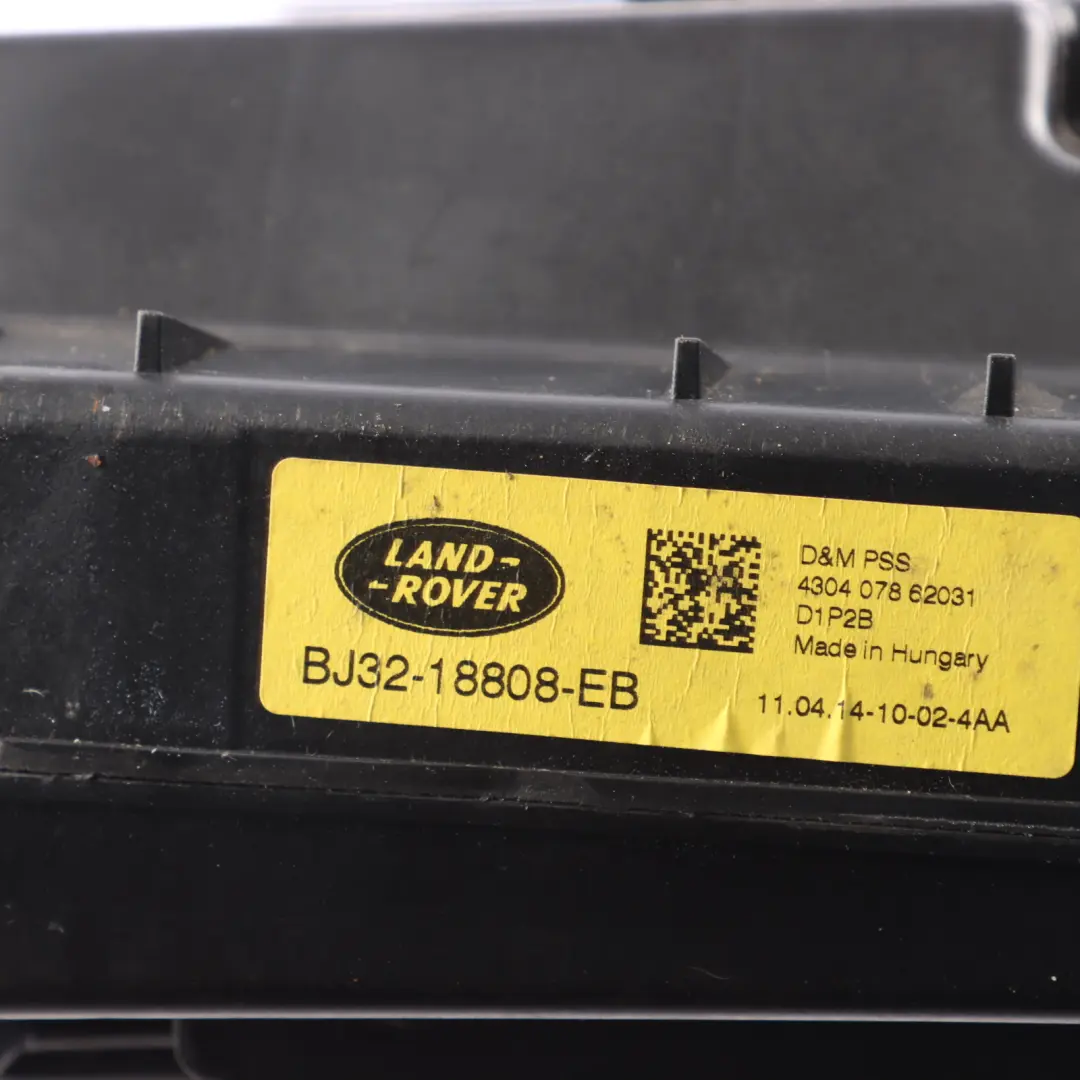 LAND-
-ROVER
BJ32-18808-EB
D&M PSS
4304 078 62031
D1P2B
Made in Hungary
11.04.14-10-02-4AA